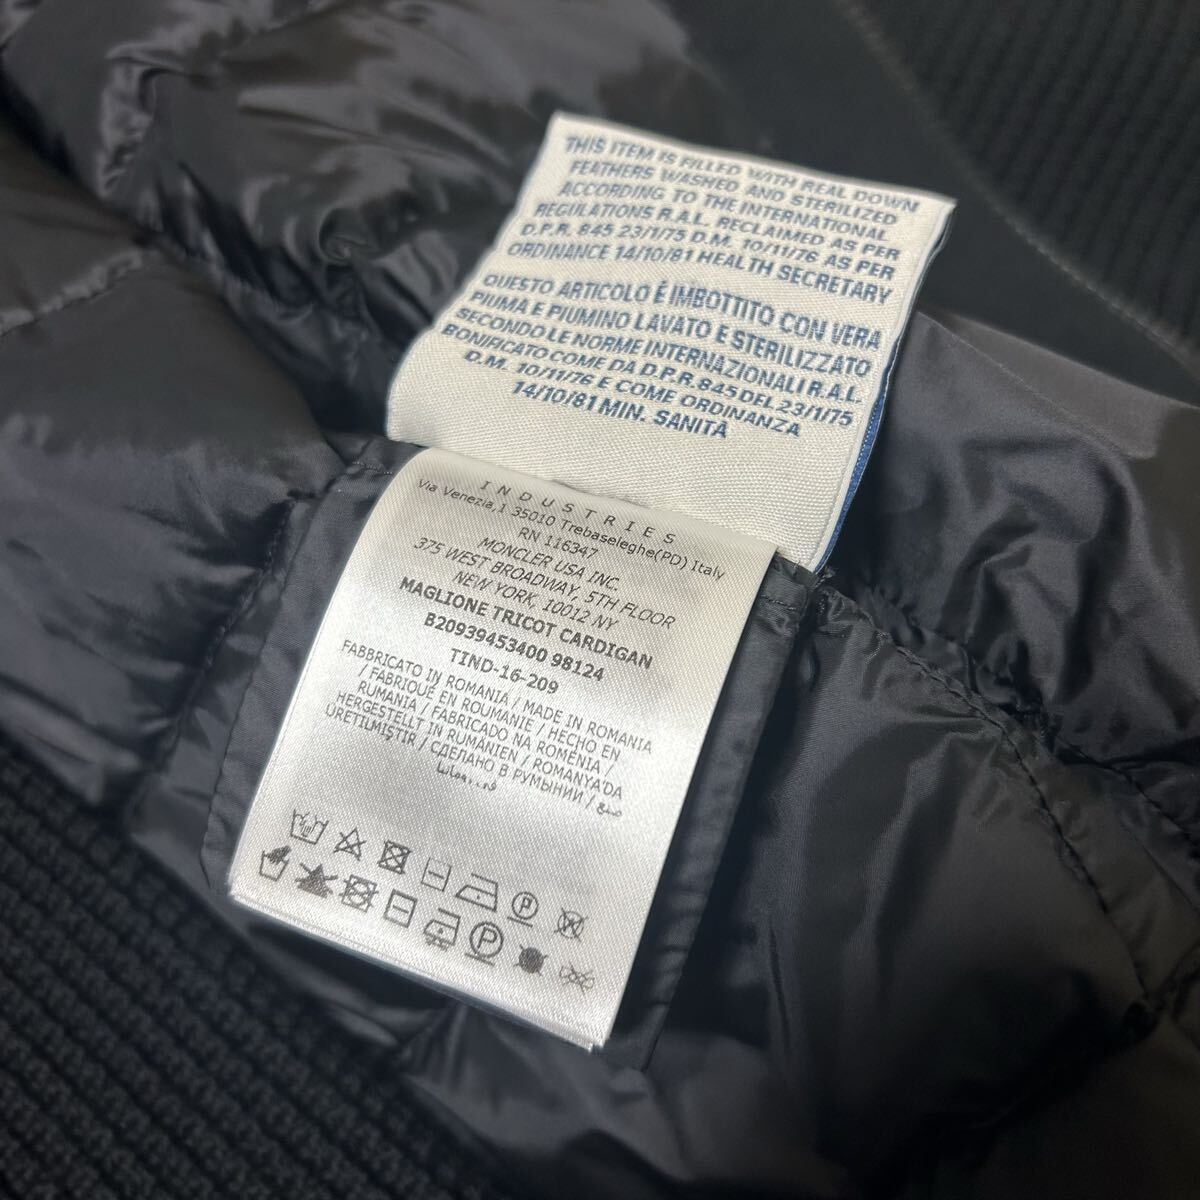 THIS ITEM IS FILLED WITH REAL DOWN
FEATHERS WASHED AND STERILIZED
ACCORDING TO THE INTERNATIONAL
REGULATIONS R.A.L. RECLAIMED AS PER
D.P.R. 845 23/1/75 D.M. 10/11/76 AS PER
ORDINANCE 14/10/81 HEALTH SECRETARY
QUESTO ARTICOLO È IMBOTTITO CON VERA
PIUMA E PIUMINO LAVATO E STERILIZZATO
SECONDO LE NORME INTERNAZIONALI R.A.L.
BONIFICATO COME DA D.P.R. 845 DEL 23/1/75
D.M. 10/11/76 E COME ORDINANZA
14/10/81 MIN. SANITÀ
INDUSTRIES
Via Venezia,1 35010 Trebaseleghe(PD) Italy
RN 116347
MONCLER USA INC.
375 WEST BROADWAY, 5TH FLOOR
NEW YORK, 10012 NY
MAGLIONE TRICOT CARDIGAN
B20939453400 98124
TIND-16-209
FABBRICATO IN ROMANIA / MADE IN ROMANIA
/ FABRIQUÉ EN ROUMANIE / HECHO EN
RUMANIA / FABRICADO NA ROMÉNIA /
HERGESTELLT IN RUMÄNIEN / ROMANYA'DA
ÜRETILMIŞTIR / СДЕЛАНО В РУМЫНИИ / صنع
في رومانيا
P
P